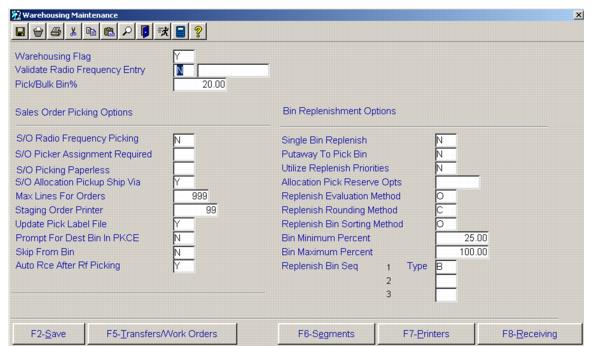 Warehousing Maintenance
Warehousing Flag Y
Validate Radio Frequency Entry N
Pick/Bulk Bin% 20.00
Sales Order Picking Options
S/O Radio Frequency Picking N
S/O Picker Assignment Required
S/O Picking Paperless
S/O Allocation Pickup Ship Via Y
Max Lines For Orders 999
Staging Order Printer 99
Update Pick Label File Y
Prompt For Dest Bin In PKCE N
Skip From Bin N
Auto Rce After Rf Picking Y
Bin Replenishment Options
Single Bin Replenish N
Putaway To Pick Bin N
Utilize Replenish Priorities N
Allocation Pick Reserve Opts
Replenish Evaluation Method O
Replenish Rounding Method C
Replenish Bin Sorting Method O
Bin Minimum Percent 25.00
Bin Maximum Percent 100.00
Replenish Bin Seq 1 Type B
2
3
F2-Save F5-Transfers/Work Orders F6-Segments F7-Printers F8-Receiving